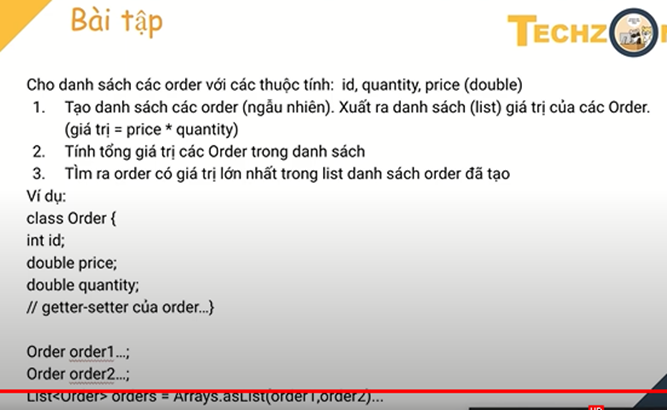 Bài tập
TECHZ
Cho danh sách các order với các thuộc tính: id, quantity, price (double)
1. Tạo danh sách các order (ngẫu nhiên). Xuất ra danh sách (list) giá trị của các Order.
(giá trị = price * quantity)
2. Tính tổng giá trị các Order trong danh sách
3. TÌm ra order có giá trị lớn nhất trong list danh sách order đã tạo
Ví dụ:
class Order {
int id;
double price;
double quantity;
// getter-setter của order...}
Order order1...;
Order order2...;
List<Order> orders = Arrays.asList(order1,order2)...
HD